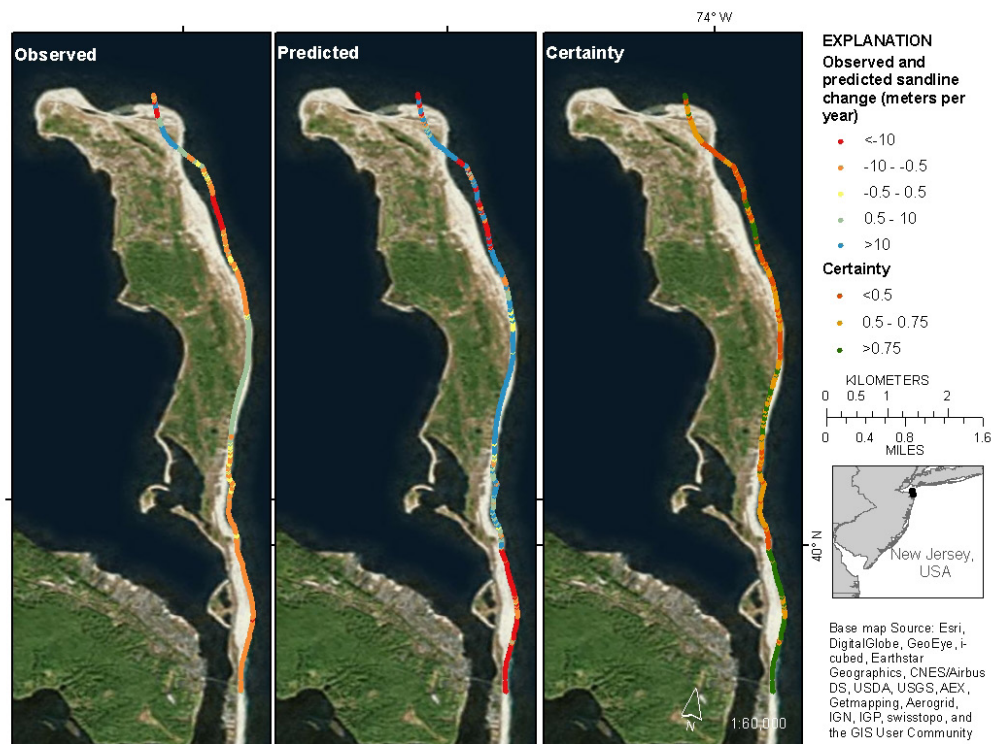 74° W
Observed
Predicted
Certainty
EXPLANATION
Observed and
predicted sandline
change (meters per
year)
<-10
-10 - -0.5
-0.5 - 0.5
0.5 - 10
>10
Certainty
<0.5
0.5 - 0.75
>0.75
KILOMETERS
0 0.5 1 2
0 0.4 0.8 1.6
MILES
40° N
New Jersey,
USA
Base map Source: Esri,
DigitalGlobe, GeoEye, i-
cubed, Earthstar
Geographics, CNES/Airbus
DS, USDA, USGS, AEX,
Getmapping, Aerogrid,
IGN, IGP, swisstopo, and
the GIS User Community
N
1:60,000